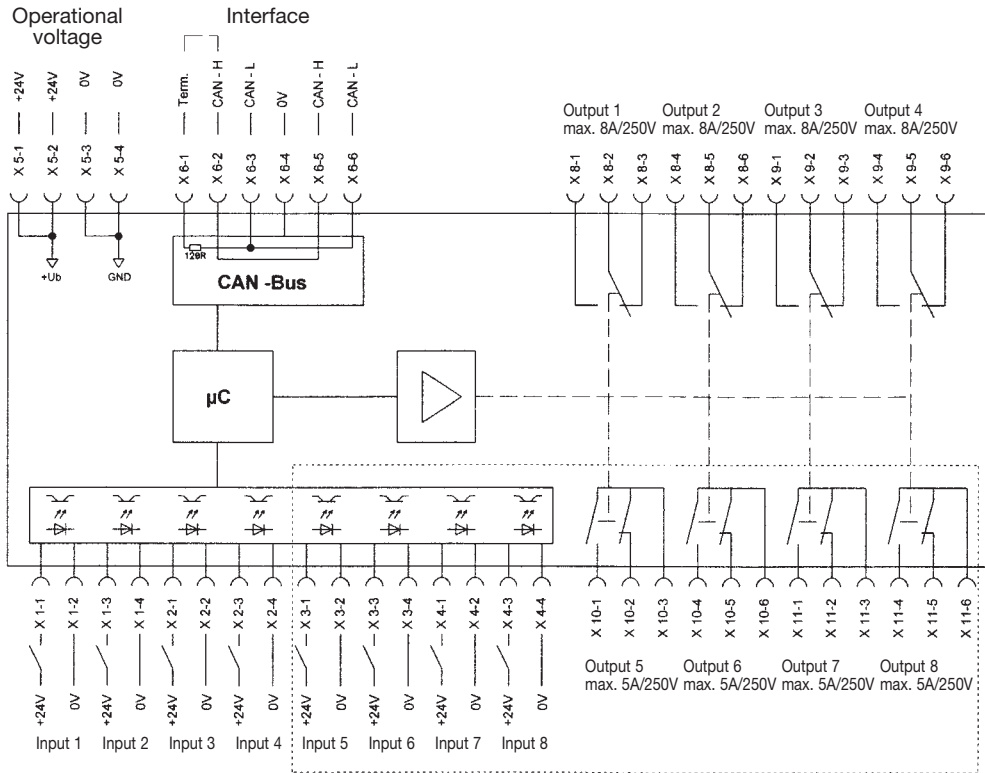 Operational voltage
Interface
+24V
+24V
0V
0V
Term.
CAN - H
CAN - L
0V
CAN - H
CAN - L
X 5-1
X 5-2
X 5-3
X 5-4
X 6-1
X 6-2
X 6-3
X 6-4
X 6-5
X 6-6
Output 1
max. 8A/250V
Output 2
max. 8A/250V
Output 3
max. 8A/250V
Output 4
max. 8A/250V
X 8-1
X 8-2
X 8-3
X 8-4
X 8-5
X 8-6
X 9-1
X 9-2
X 9-3
X 9-4
X 9-5
X 9-6
+Ub
GND
120R
CAN -Bus
µC
X 1-1
X 1-2
X 1-3
X 1-4
X 2-1
X 2-2
X 2-3
X 2-4
X 3-1
X 3-2
X 3-3
X 3-4
X 4-1
X 4-2
X 4-3
X 4-4
X 10-1
X 10-2
X 10-3
X 10-4
X 10-5
X 10-6
X 11-1
X 11-2
X 11-3
X 11-4
X 11-5
X 11-6
+24V
0V
+24V
0V
+24V
0V
+24V
0V
+24V
0V
+24V
0V
+24V
0V
+24V
0V
Output 5
max. 5A/250V
Output 6
max. 5A/250V
Output 7
max. 5A/250V
Output 8
max. 5A/250V
Input 1
Input 2
Input 3
Input 4
Input 5
Input 6
Input 7
Input 8